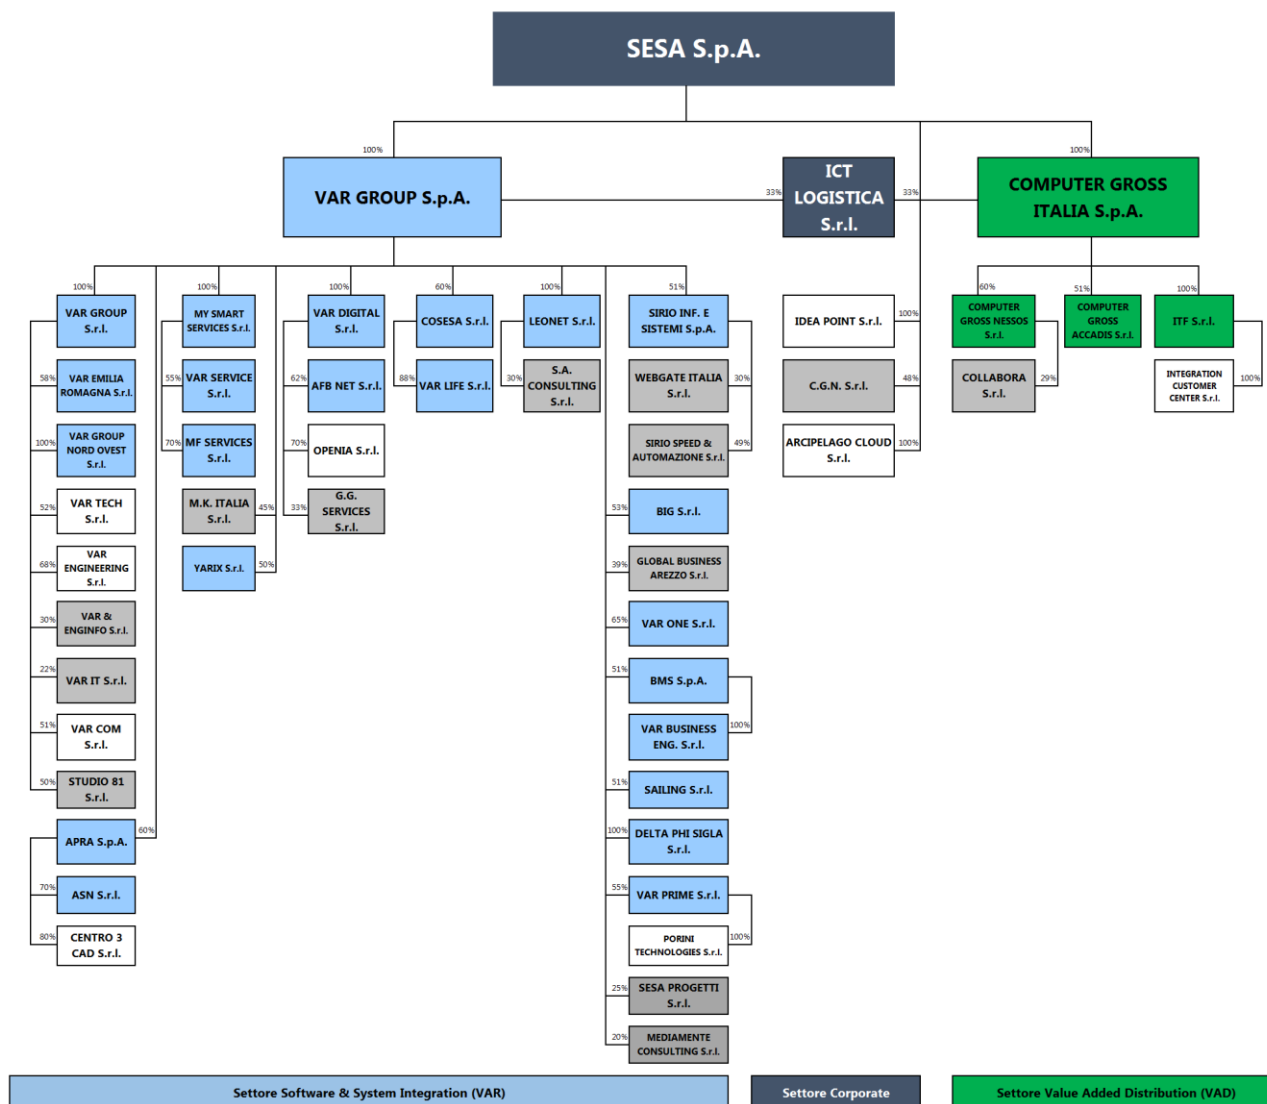 SESA S.p.A.
100%
100%
VAR GROUP S.p.A.
33%
ICT
LOGISTICA
S.r.l.
33%
COMPUTER GROSS
ITALIA S.p.A.
100%
100%
100%
60%
100%
51%
60%
51%
100%
VAR GROUP
S.r.l.
MY SMART
SERVICES S.r.l.
VAR DIGITAL
S.r.l.
COSESA S.r.l.
LEONET S.r.l.
SIRIO INF. E
SISTEMI S.p.A.
IDEA POINT S.r.l.
100%
COMPUTER
GROSS NESSOS
S.r.l.
COMPUTER
GROSS
ACCADIS S.r.l.
ITF S.r.l.
58%
VAR EMILIA
ROMAGNA S.r.l.
55%
VAR SERVICE
S.r.l.
62%
AFB NET S.r.l.
88%
VAR LIFE S.r.l.
30%
S.A.
CONSULTING
S.r.l.
WEBGATE ITALIA
S.r.l.
30%
C.G.N. S.r.l.
48%
COLLABORA
S.r.l.
29%
INTEGRATION
CUSTOMER
CENTER S.r.l.
100%
100%
VAR GROUP
NORD OVEST
S.r.l.
70%
MF SERVICES
S.r.l.
70%
OPENIA S.r.l.
SIRIO SPEED &
AUTOMAZIONE S.r.l.
49%
ARCIPELAGO CLOUD
S.r.l.
100%
52%
VAR TECH
S.r.l.
M.K. ITALIA
S.r.l.
45%
33%
G.G.
SERVICES
S.r.l.
53%
BIG S.r.l.
68%
VAR
ENGINEERING
S.r.l.
YARIX S.r.l.
50%
39%
GLOBAL BUSINESS
AREZZO S.r.l.
30%
VAR &
ENGINFO S.r.l.
65%
VAR ONE S.r.l.
22%
VAR IT S.r.l.
51%
BMS S.p.A.
51%
VAR COM
S.r.l.
VAR BUSINESS
ENG. S.r.l.
100%
50%
STUDIO 81
S.r.l.
51%
SAILING S.r.l.
APRA S.p.A.
60%
100%
DELTA PHI SIGLA
S.r.l.
70%
ASN S.r.l.
55%
VAR PRIME S.r.l.
80%
CENTRO 3
CAD S.r.l.
PORINI
TECHNOLOGIES S.r.l.
100%
25%
SESA PROGETTI
S.r.l.
20%
MEDIAMENTE
CONSULTING S.r.l.
Settore Software & System Integration (VAR)
Settore Corporate
Settore Value Added Distribution (VAD)